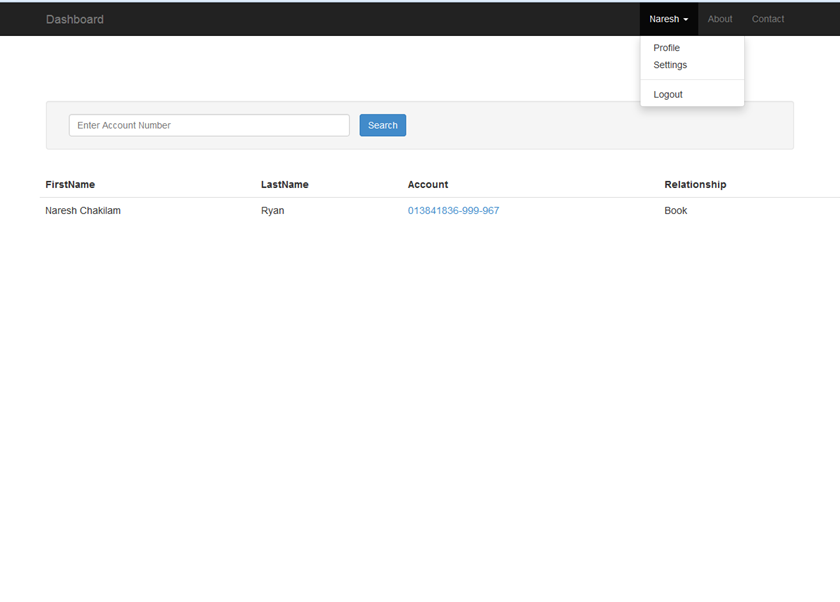 Dashboard Naresh About Contact
Profile
Settings
Logout
Enter Account Number Search
FirstName LastName Account Relationship
Naresh Chakilam Ryan 013841836-999-967 Book